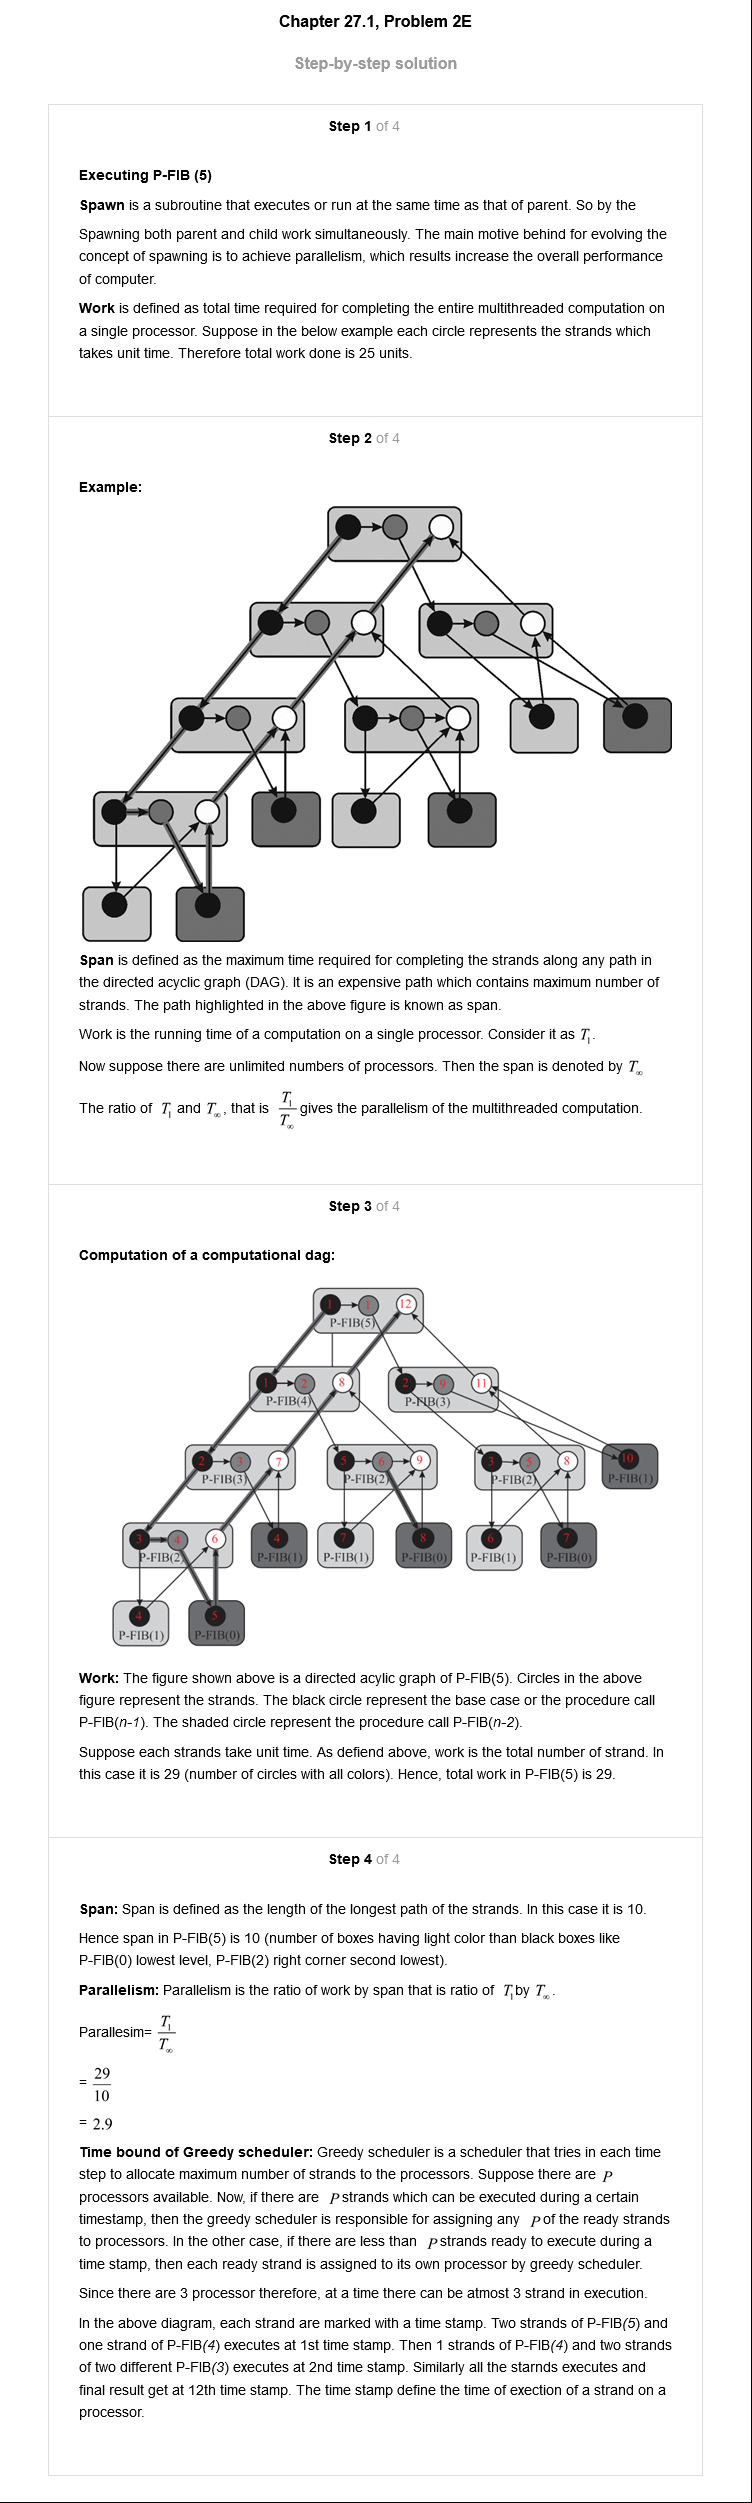 Chapter 27.1, Problem 2E
Step-by-step solution
Step 1 of 4
Executing P-FIB (5)
Spawn is a subroutine that executes or run at the same time as that of parent. So by the
Spawning both parent and child work simultaneously. The main motive behind for evolving the
concept of spawning is to achieve parallelism, which results increase the overall performance
of computer.
Work is defined as total time required for completing the entire multithreaded computation on
a single processor. Suppose in the below example each circle represents the strands which
takes unit time. Therefore total work done is 25 units.
Step 2 of 4
Example:
Span is defined as the maximum time required for completing the strands along any path in
the directed acyclic graph (DAG). It is an expensive path which contains maximum number of
strands. The path highlighted in the above figure is known as span.
Work is the running time of a computation on a single processor. Consider it as T₁.
Now suppose there are unlimited numbers of processors. Then the span is denoted by T∞
The ratio of T₁ and T∞, that is T₁/T∞ gives the parallelism of the multithreaded computation.
Step 3 of 4
Computation of a computational dag:
1 1 12
P-FIB(5)
1 2 8 2 9 11
P-FIB(4) P-FIB(3)
2 3 7 5 6 9 3 5 8 10
P-FIB(3) P-FIB(2) P-FIB(2) P-FIB(1)
3 4 6 4 7 8 6 7
P-FIB(2) P-FIB(1) P-FIB(1) P-FIB(0) P-FIB(1) P-FIB(0)
4 5
P-FIB(1) P-FIB(0)
Work: The figure shown above is a directed acylic graph of P-FIB(5). Circles in the above
figure represent the strands. The black circle represent the base case or the procedure call
P-FIB(n-1). The shaded circle represent the procedure call P-FIB(n-2).
Suppose each strands take unit time. As defiend above, work is the total number of strand. In
this case it is 29 (number of circles with all colors). Hence, total work in P-FIB(5) is 29.
Step 4 of 4
Span: Span is defined as the length of the longest path of the strands. In this case it is 10.
Hence span in P-FIB(5) is 10 (number of boxes having light color than black boxes like
P-FIB(0) lowest level, P-FIB(2) right corner second lowest).
Parallelism: Parallelism is the ratio of work by span that is ratio of T₁by T∞.
Parallesim= T₁/T∞
= 29/10
= 2.9
Time bound of Greedy scheduler: Greedy scheduler is a scheduler that tries in each time
step to allocate maximum number of strands to the processors. Suppose there are P
processors available. Now, if there are P strands which can be executed during a certain
timestamp, then the greedy scheduler is responsible for assigning any P of the ready strands
to processors. In the other case, if there are less than P strands ready to execute during a
time stamp, then each ready strand is assigned to its own processor by greedy scheduler.
Since there are 3 processor therefore, at a time there can be atmost 3 strand in execution.
In the above diagram, each strand are marked with a time stamp. Two strands of P-FIB(5) and
one strand of P-FIB(4) executes at 1st time stamp. Then 1 strands of P-FIB(4) and two strands
of two different P-FIB(3) executes at 2nd time stamp. Similarly all the starnds executes and
final result get at 12th time stamp. The time stamp define the time of exection of a strand on a
processor.